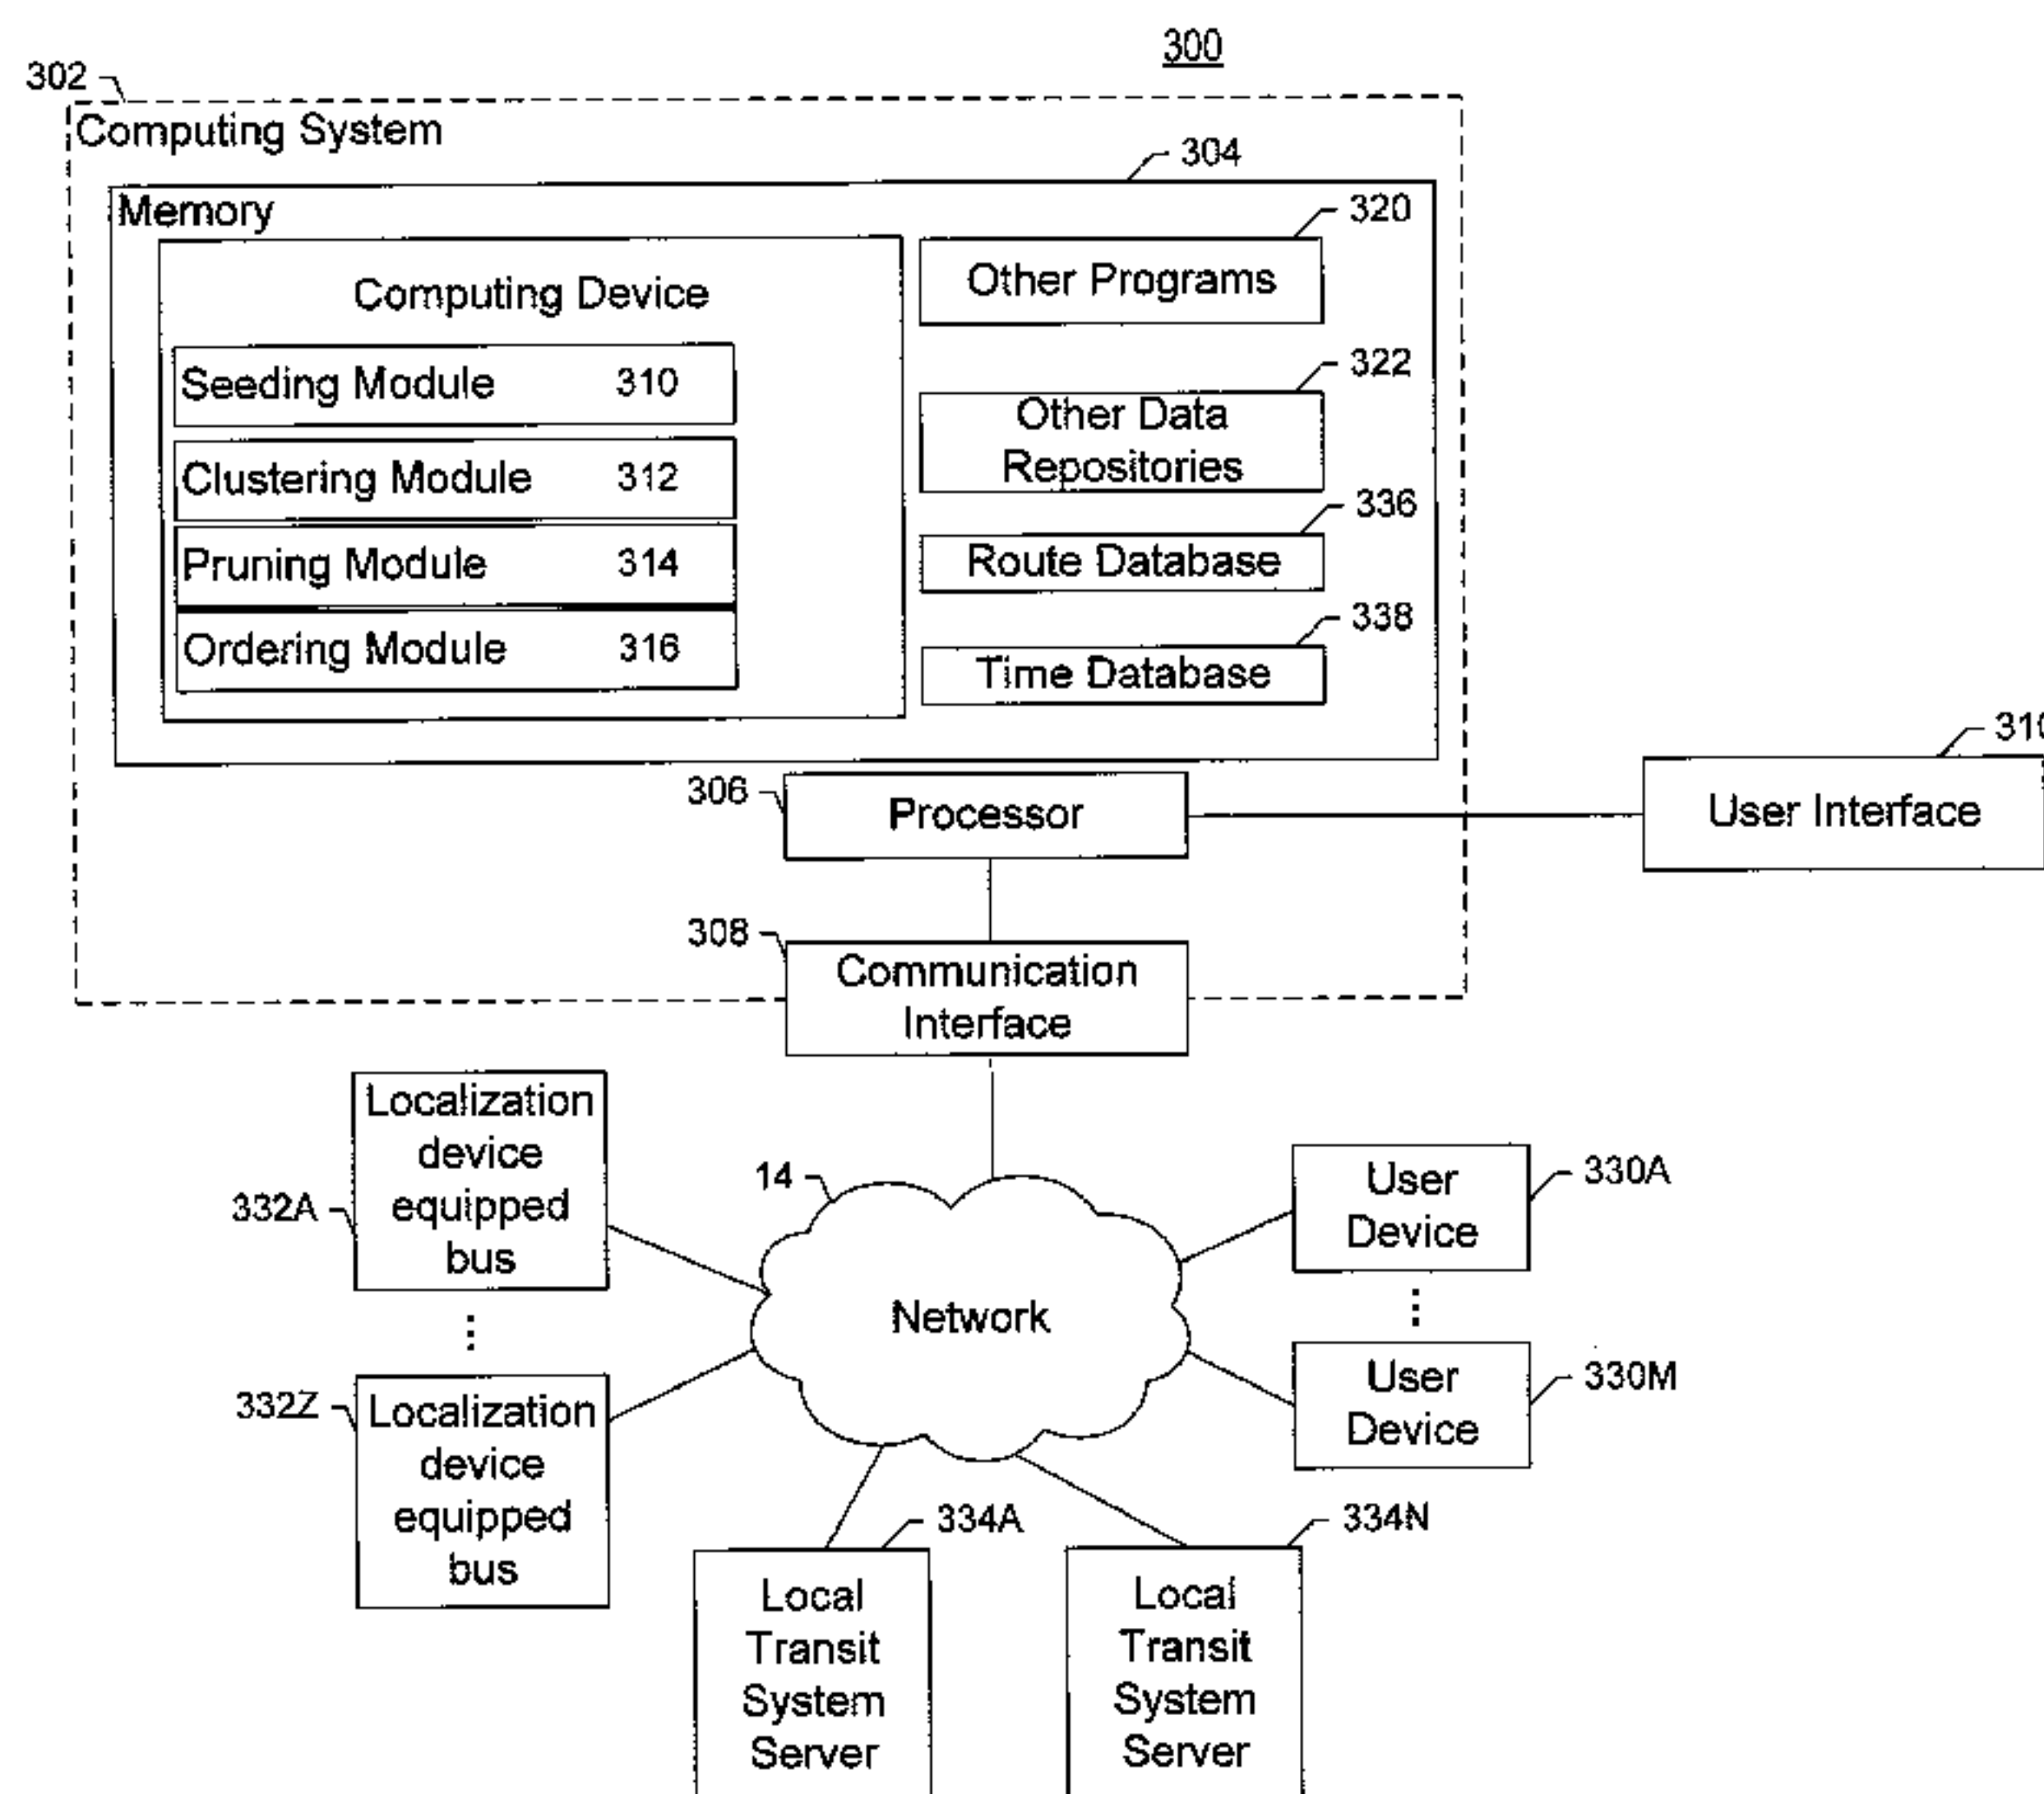 300
302
Computing System
304
Memory
320
Computing Device
Other Programs
322
Seeding Module 310
Other Data
Repositories
Clustering Module 312
336
Pruning Module 314
Route Database
338
Ordering Module 316
Time Database
310
306
Processor
User Interface
308
Communication
Interface
Localization
device
equipped
bus
332A
14
User
Device
330A
Network
User
Device
330M
332Z
Localization
device
equipped
bus
334A
334N
Local
Transit
System
Server
Local
Transit
System
Server